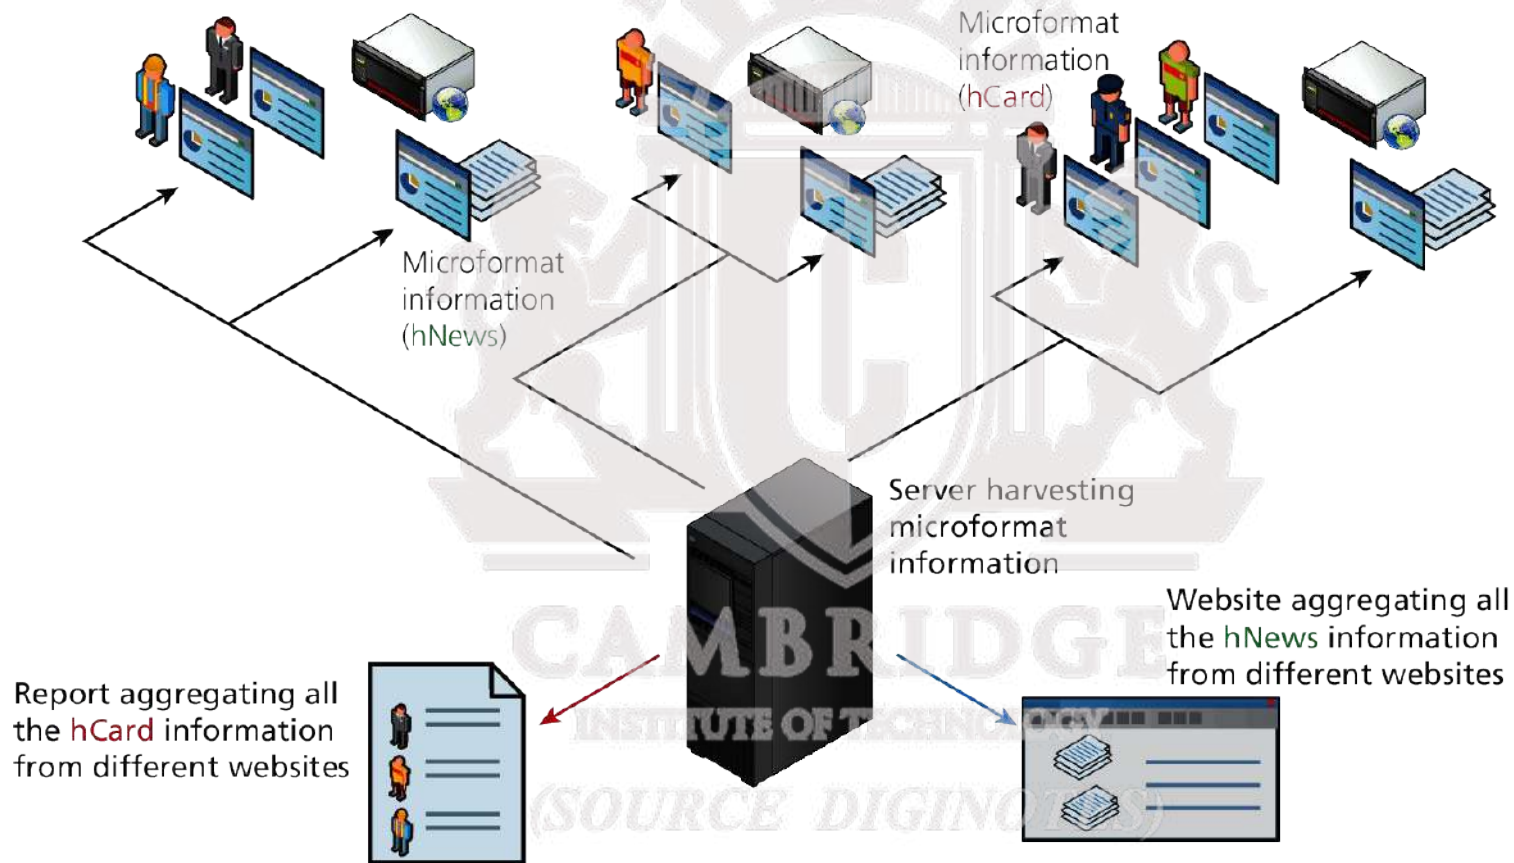 Microformat
information
(hCard)
Microformat
information
(hNews)
Server harvesting
microformat
information
Website aggregating all
the hNews information
from different websites
Report aggregating all
the hCard information
from different websites
CAMBRIDGE
INSTITUTE OF TECHNOLOGY
(SOURCE DIGINOTES)